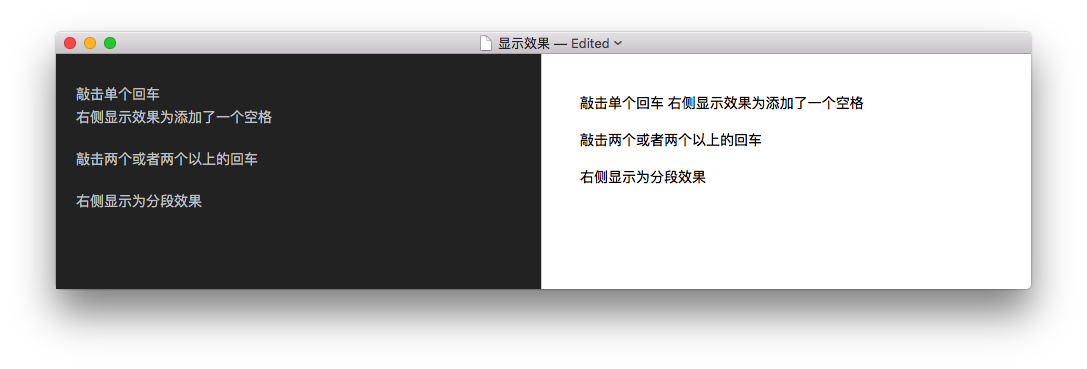 显示效果 — Edited
敲击单个回车
右侧显示效果为添加了一个空格
敲击两个或者两个以上的回车
右侧显示为分段效果
敲击单个回车 右侧显示效果为添加了一个空格
敲击两个或者两个以上的回车
右侧显示为分段效果